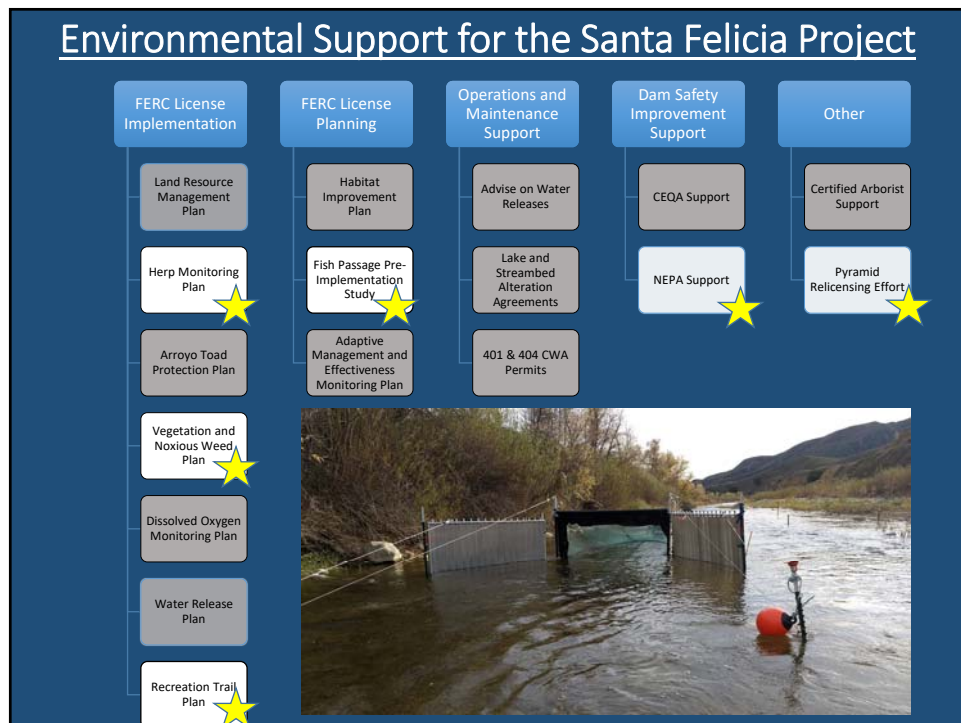 Environmental Support for the Santa Felicia Project
FERC License
Implementation
Land Resource
Management
Plan
Herp Monitoring
Plan
Arroyo Toad
Protection Plan
Vegetation and
Noxious Weed
Plan
Dissolved Oxygen
Monitoring Plan
Water Release
Plan
Recreation Trail
Plan
FERC License
Planning
Habitat
Improvement
Plan
Fish Passage Pre-
Implementation
Study
Adaptive
Management and
Effectiveness
Monitoring Plan
Operations and
Maintenance
Support
Advise on Water
Releases
Lake and
Streambed
Alteration
Agreements
401 & 404 CWA
Permits
Dam Safety
Improvement
Support
CEQA Support
NEPA Support
Other
Certified Arborist
Support
Pyramid
Relicensing Effort